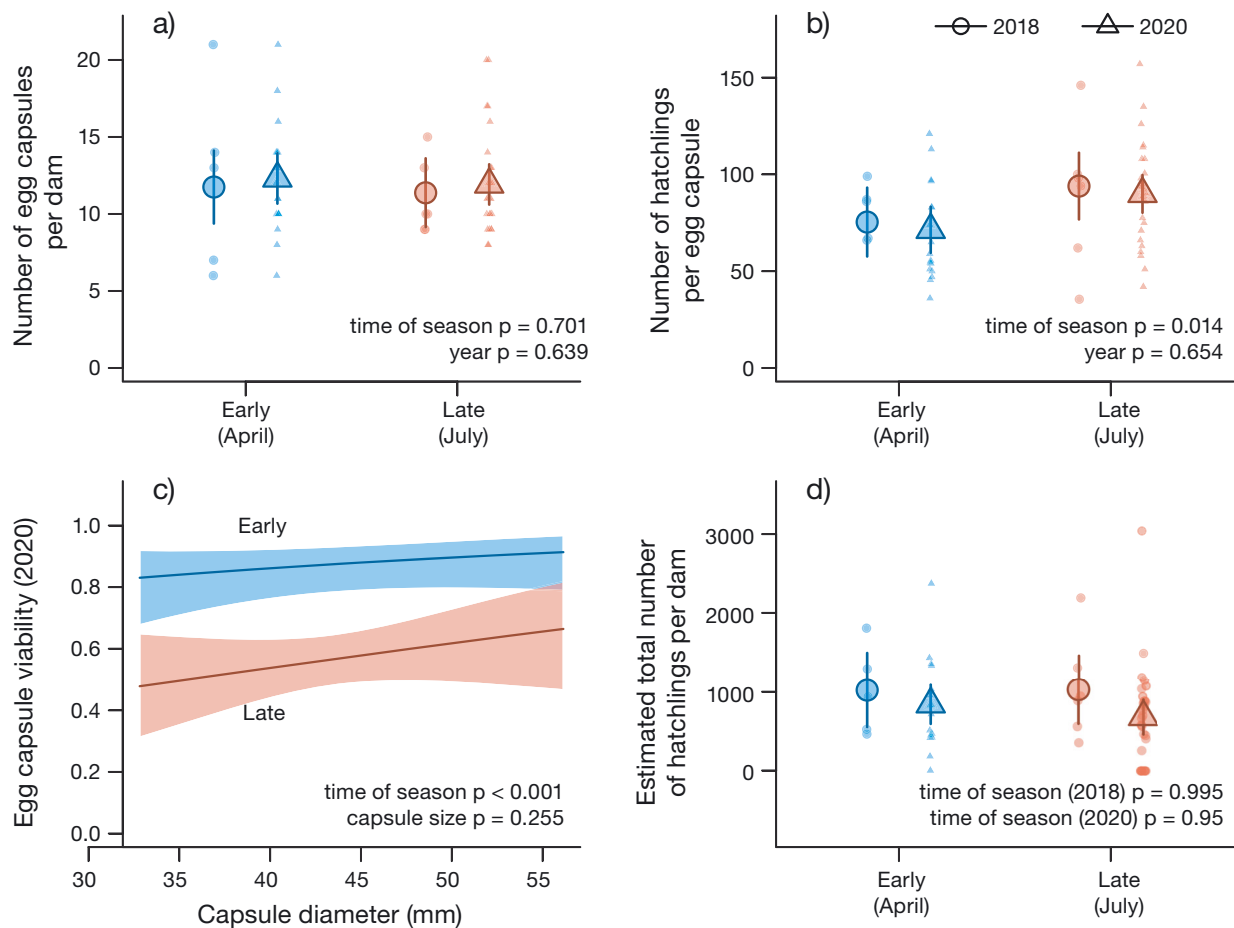 a)
Number of egg capsules
per dam
20
15
10
5
0
time of season p = 0.701
year p = 0.639
Early
(April)
Late
(July)
b)
2018
2020
Number of hatchlings
per egg capsule
150
100
50
0
time of season p = 0.014
year p = 0.654
Early
(April)
Late
(July)
c)
Egg capsule viability (2020)
1.0
0.8
0.6
0.4
0.2
0.0
Early
Late
time of season p < 0.001
capsule size p = 0.255
30
35
40
45
50
55
Capsule diameter (mm)
d)
Estimated total number
of hatchlings per dam
3000
2000
1000
0
time of season (2018) p = 0.995
time of season (2020) p = 0.95
Early
(April)
Late
(July)